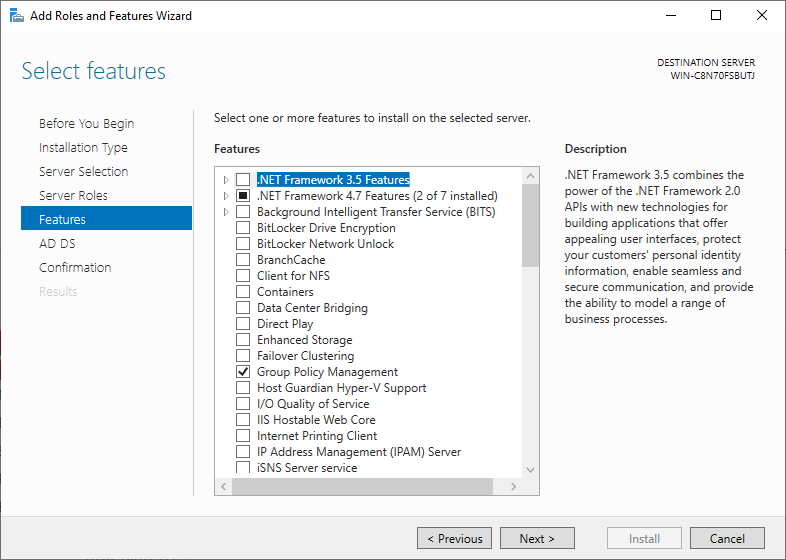 Add Roles and Features Wizard
Select features
DESTINATION SERVER
WIN-C8N70FSBUTJ
Before You Begin
Installation Type
Server Selection
Server Roles
Features
AD DS
Confirmation
Results
Select one or more features to install on the selected server.
Features
.NET Framework 3.5 Features
.NET Framework 4.7 Features (2 of 7 installed)
Background Intelligent Transfer Service (BITS)
BitLocker Drive Encryption
BitLocker Network Unlock
BranchCache
Client for NFS
Containers
Data Center Bridging
Direct Play
Enhanced Storage
Failover Clustering
Group Policy Management
Host Guardian Hyper-V Support
I/O Quality of Service
IIS Hostable Web Core
Internet Printing Client
IP Address Management (IPAM) Server
iSNS Server service
Description
.NET Framework 3.5 combines the
power of the .NET Framework 2.0
APIs with new technologies for
building applications that offer
appealing user interfaces, protect
your customers' personal identity
information, enable seamless and
secure communication, and provide
the ability to model a range of
business processes.
< Previous
Next >
Install
Cancel